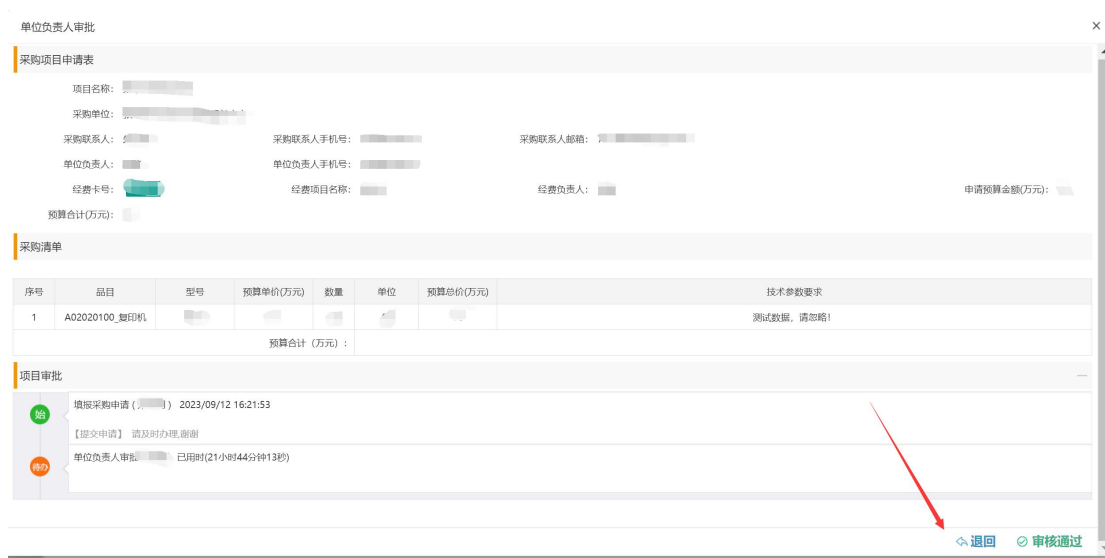 单位负责人审批
采购项目申请表
项目名称：
采购单位：
采购联系人： 采购联系人手机号： 采购联系人邮箱：
单位负责人： 单位负责人手机号：
经费卡号： 经费项目名称： 经费负责人： 申请预算金额(万元)：
预算合计(万元)：
采购清单
序号 品目 型号 预算单价(万元) 数量 单位 预算总价(万元) 技术参数要求
1 A02020100_复印机 测试数据，请忽略！
预算合计（万元）：
项目审批
始 填报采购申请 ( ) 2023/09/12 16:21:53
【提交申请】 请及时办理,谢谢
待办 单位负责人审批 已用时(21小时44分钟13秒)
退回 审核通过